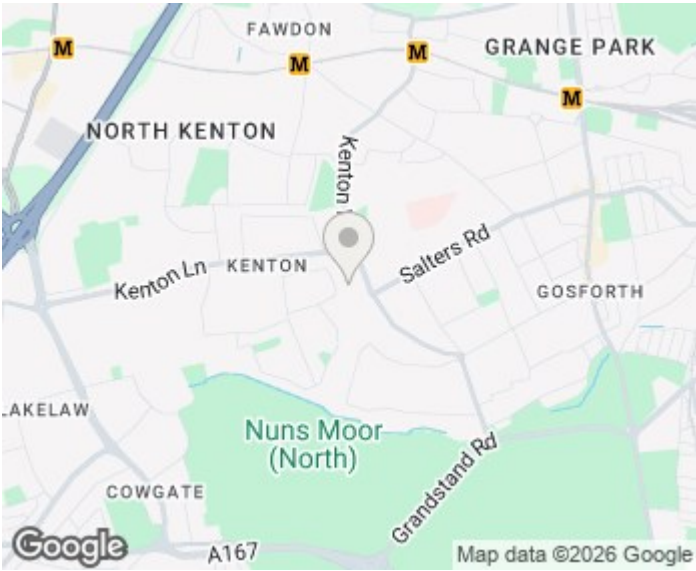 FAWDON
M
M
M
M
GRANGE PARK
NORTH KENTON
Kenton
Salters Rd
KENTON
Kenton Ln
GOSFORTH
Nuns Moor
(North)
Grandstand Rd
COWGATE
A167
Google
Map data ©2026 Google